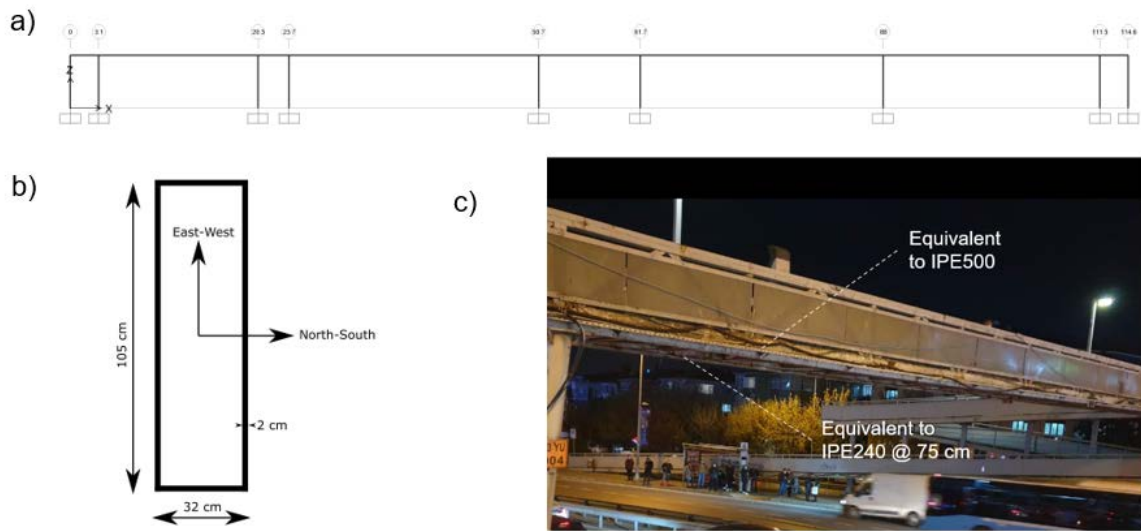 a)
0 3.1 20.5 23.7 50.7 61.7 88 111.5 114.6
Z
X
b)
c)
East-West
North-South
105 cm
2 cm
32 cm
Equivalent
to IPE500
Equivalent to
IPE240 @ 75 cm